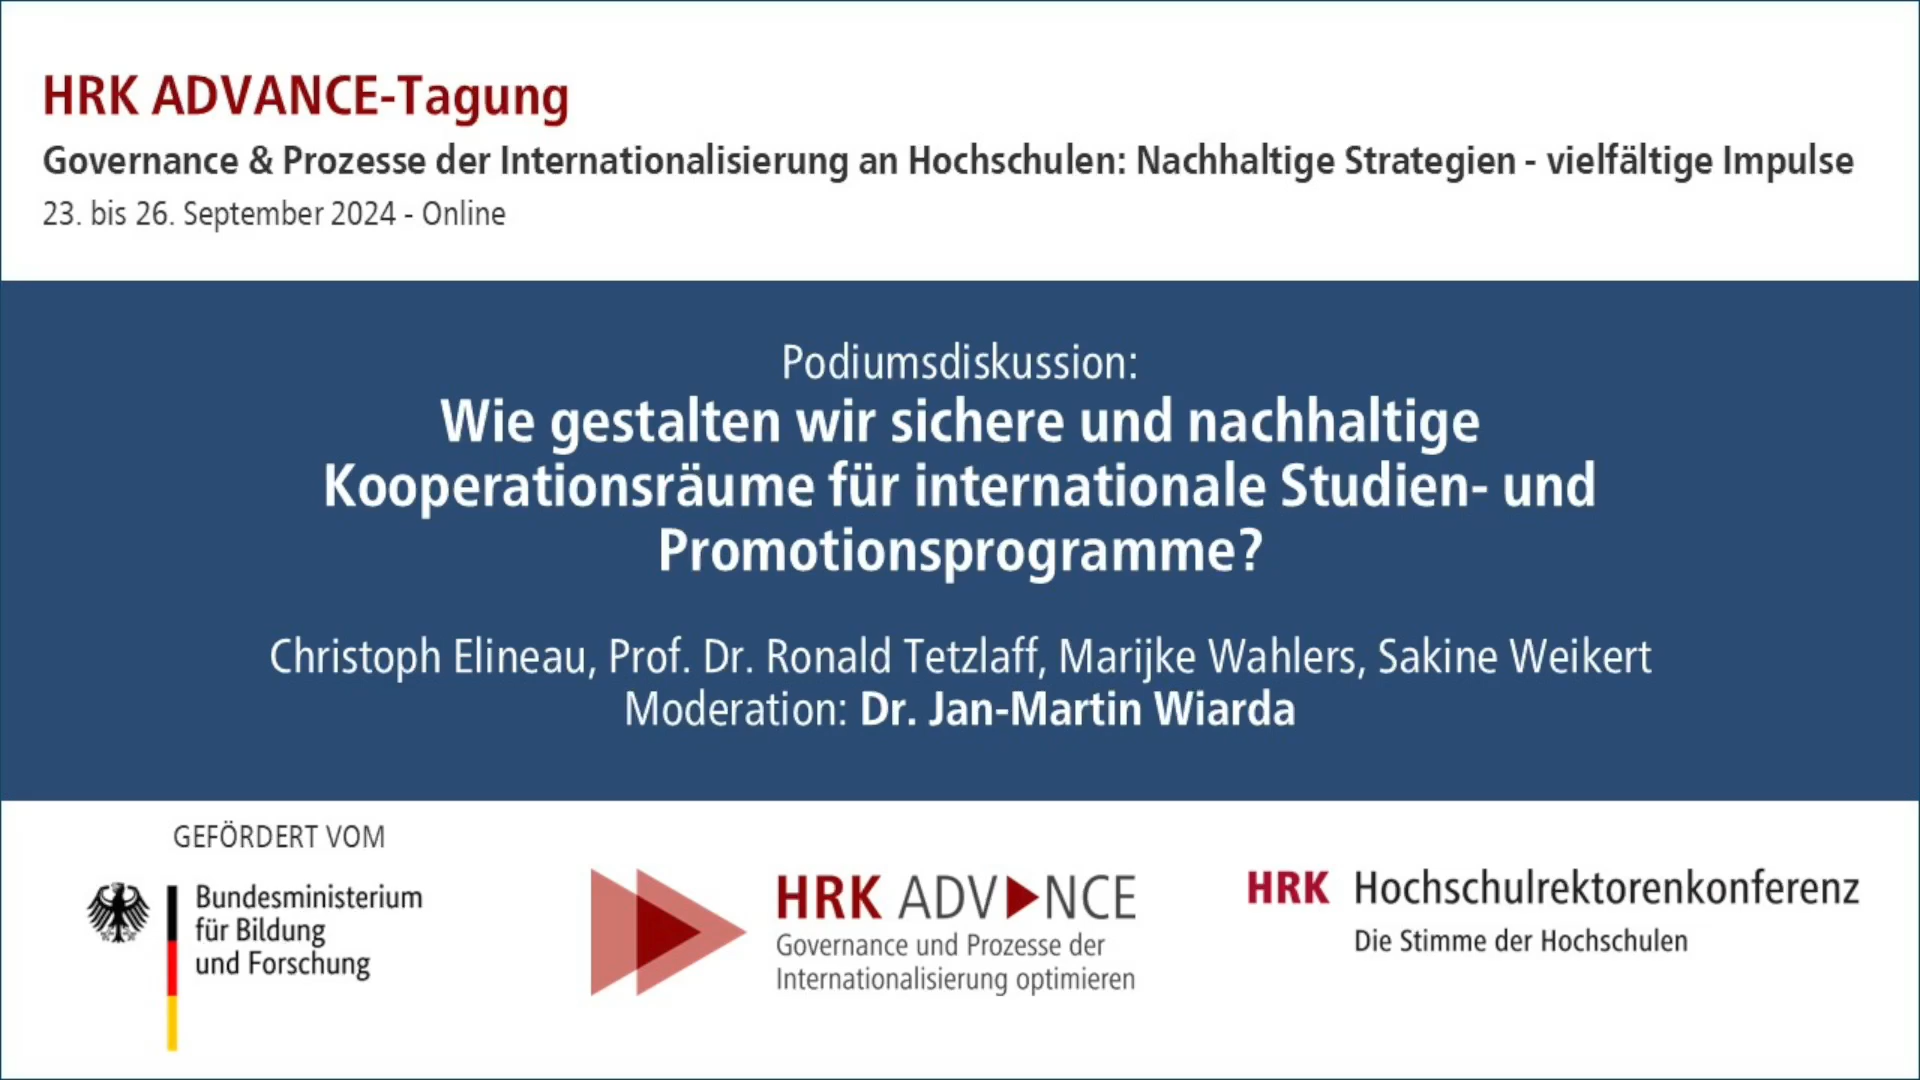 HRK ADVANCE-Tagung
Governance & Prozesse der Internationalisierung an Hochschulen: Nachhaltige Strategien - vielfältige Impulse
23. bis 26. September 2024 - Online
Podiumsdiskussion:
Wie gestalten wir sichere und nachhaltige
Kooperationsräume für internationale Studien- und
Promotionsprogramme?
Christoph Elineau, Prof. Dr. Ronald Tetzlaff, Marijke Wahlers, Sakine Weikert
Moderation: Dr. Jan-Martin Wiarda
GEFÖRDERT VOM
Bundesministerium
für Bildung
und Forschung
HRK ADVANCE
Governance und Prozesse der
Internationalisierung optimieren
HRK Hochschulrektorenkonferenz
Die Stimme der Hochschulen